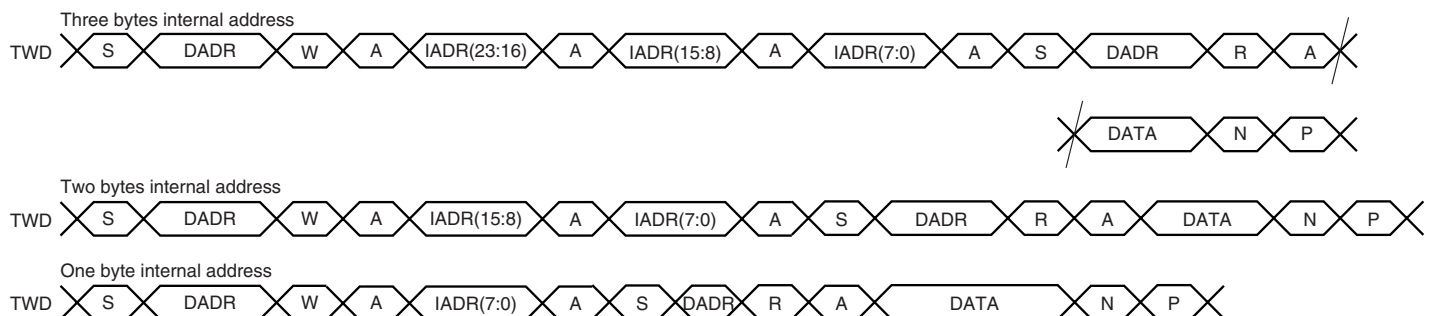 Three bytes internal address
TWD S DADR W A IADR(23:16) A IADR(15:8) A IADR(7:0) A S DADR R A
DATA N P
Two bytes internal address
TWD S DADR W A IADR(15:8) A IADR(7:0) A S DADR R A DATA N P
One byte internal address
TWD S DADR W A IADR(7:0) A S DADR R A DATA N P